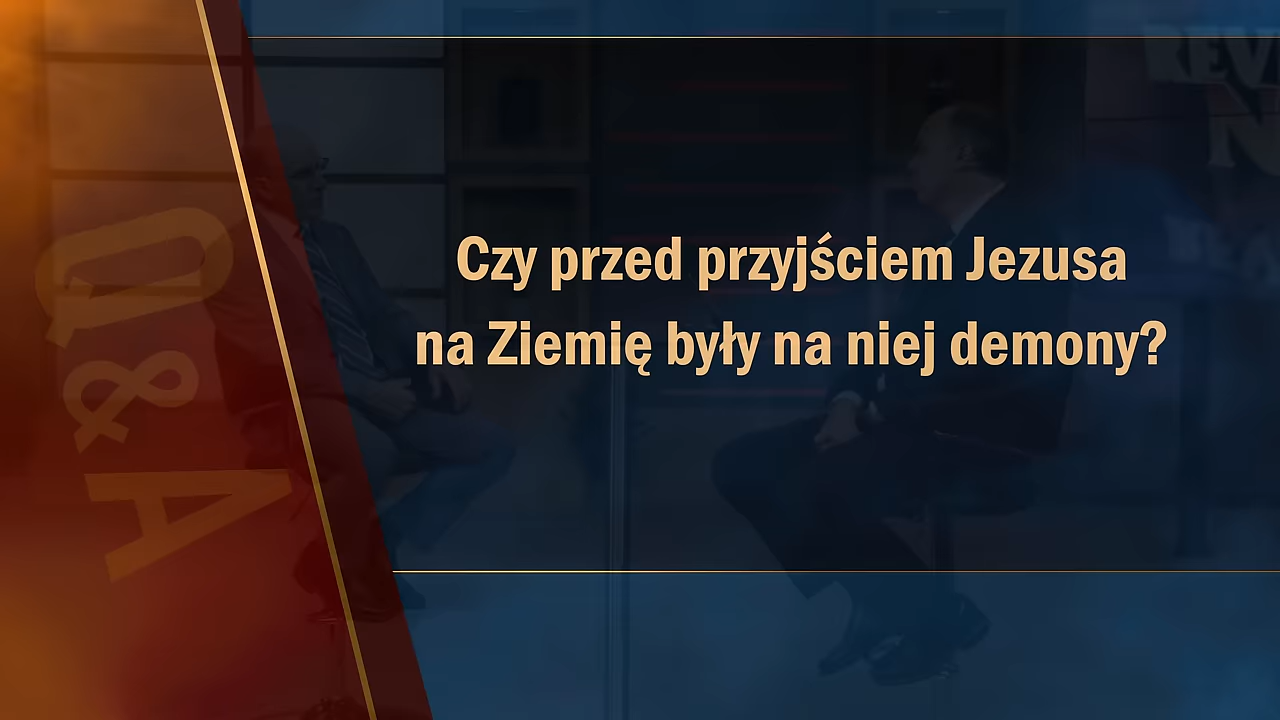 Czy przed przyjściem Jezusa
na Ziemię były na niej demony?
Q&A